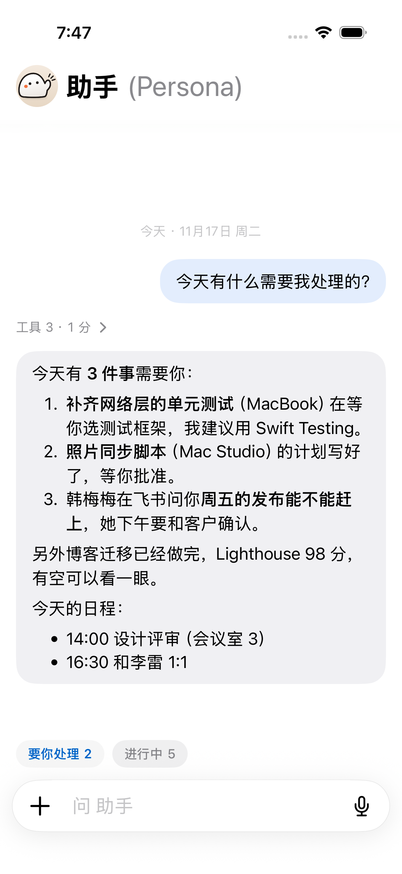 7:47
助手 (Persona)
今天 · 11月17日 周二
今天有什么需要我处理的?
工具 3 · 1 分 >
今天有 3 件事需要你:
1. 补齐网络层的单元测试 (MacBook) 在等
你选测试框架，我建议用 Swift Testing。
2. 照片同步脚本 (Mac Studio) 的计划写好
了，等你批准。
3. 韩梅梅在飞书问你周五的发布能不能赶
上，她下午要和客户确认。
另外博客迁移已经做完，Lighthouse 98 分，
有空可以看一眼。
今天的日程:
• 14:00 设计评审 (会议室 3)
• 16:30 和李雷 1:1
要你处理 2 进行中 5
问 助手